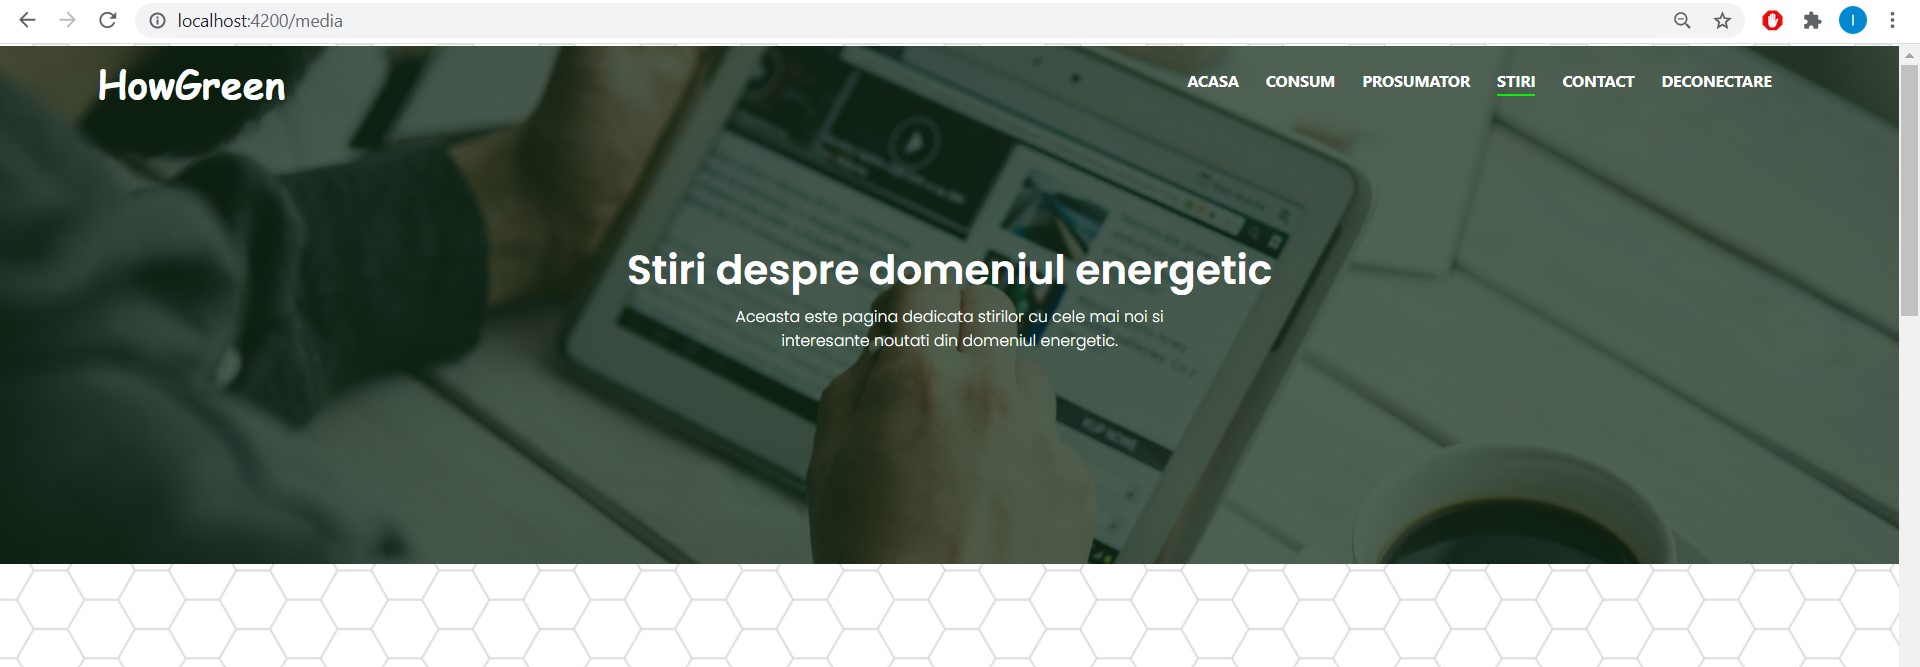 localhost:4200/media
I
HowGreen
ACASA CONSUM PROSUMATOR STIRI CONTACT DECONECTARE
Stiri despre domeniul energetic
Aceasta este pagina dedicata stirilor cu cele mai noi si
interesante noutati din domeniul energetic.